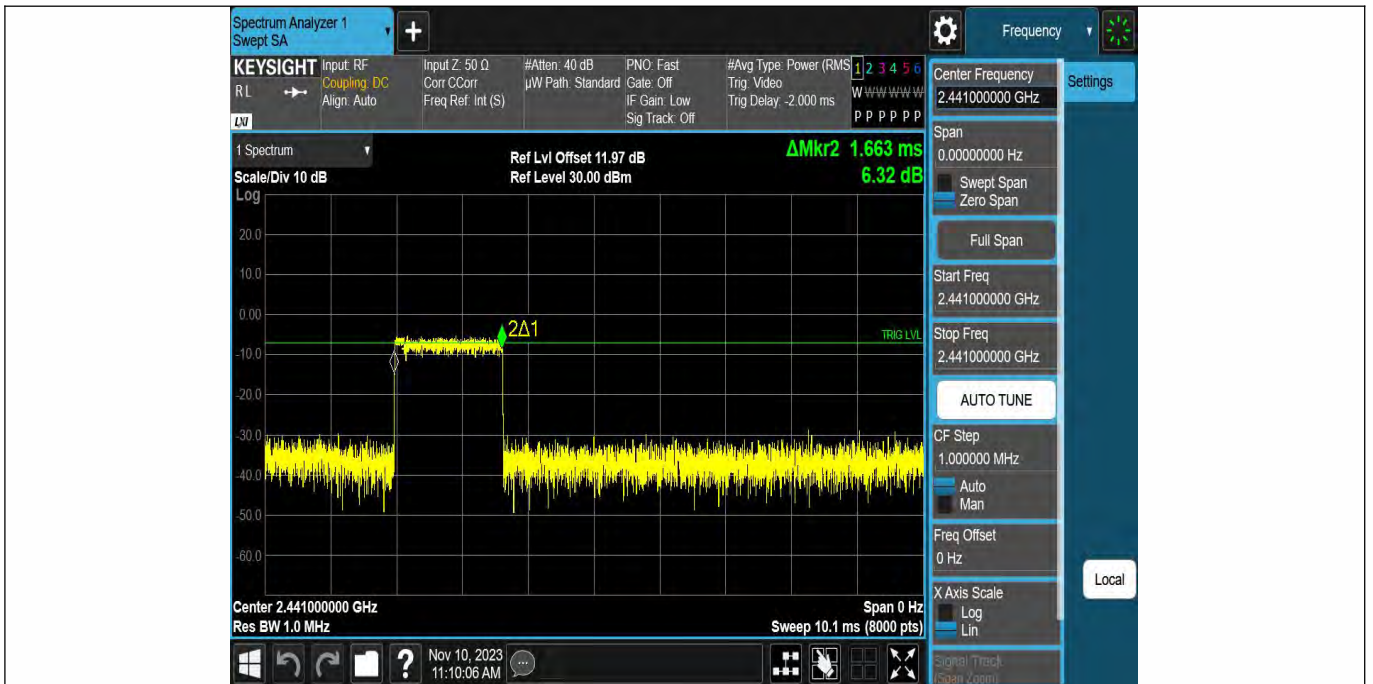 Spectrum Analyzer 1
Swept SA
+
Frequency
KEYSIGHT
RL
LXI
Input: RF
Coupling: DC
Align: Auto
Input Z: 50 Ω
Corr CCorr
Freq Ref: Int (S)
#Atten: 40 dB
µW Path: Standard
PNO: Fast
Gate: Off
IF Gain: Low
Sig Track: Off
#Avg Type: Power (RMS
Trig: Video
Trig Delay: -2.000 ms
1 2 3 4 5 6
W W W W W W
P P P P P P
1 Spectrum
Scale/Div 10 dB
Ref Lvl Offset 11.97 dB
Ref Level 30.00 dBm
ΔMkr2 1.663 ms
6.32 dB
Log
20.0
10.0
0.00
-10.0
-20.0
-30.0
-40.0
-50.0
-60.0
2Δ1
TRIG LVL
Center 2.441000000 GHz
Res BW 1.0 MHz
Span 0 Hz
Sweep 10.1 ms (8000 pts)
?
Nov 10, 2023
11:10:06 AM
Center Frequency
2.441000000 GHz
Span
0.00000000 Hz
Swept Span
Zero Span
Full Span
Start Freq
2.441000000 GHz
Stop Freq
2.441000000 GHz
AUTO TUNE
CF Step
1.000000 MHz
Auto
Man
Freq Offset
0 Hz
X Axis Scale
Log
Lin
Signal Track
(Span Zoom)
Settings
Local